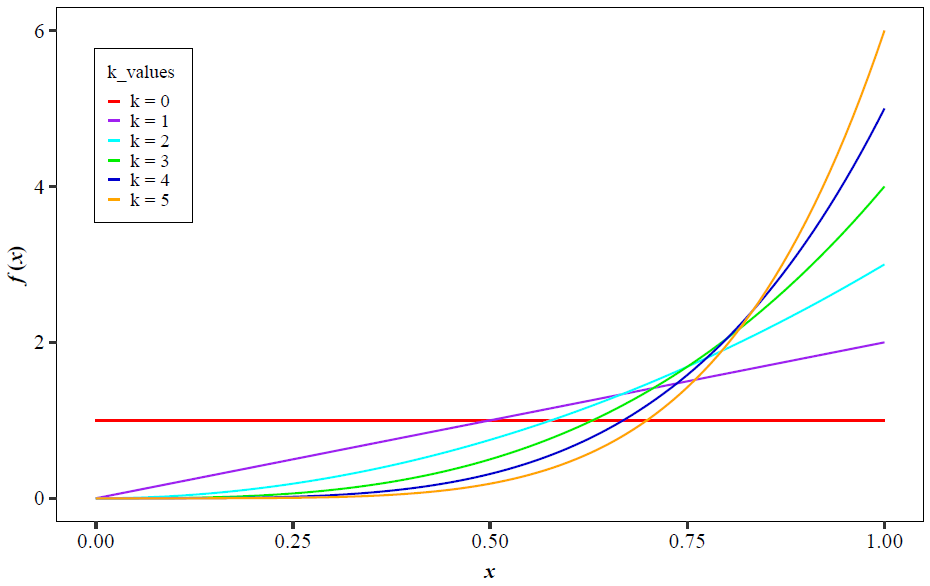 6
4
2
0
f (x)
k_values
k = 0
k = 1
k = 2
k = 3
k = 4
k = 5
0.00 0.25 0.50 0.75 1.00
x